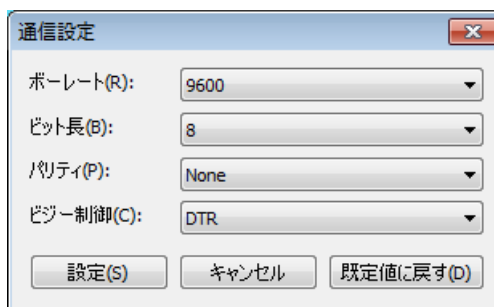 通信設定
ボーレート(R): 9600
ビット長(B): 8
パリティ(P): None
ビジー制御(C): DTR
設定(S) キャンセル 既定値に戻す(D)